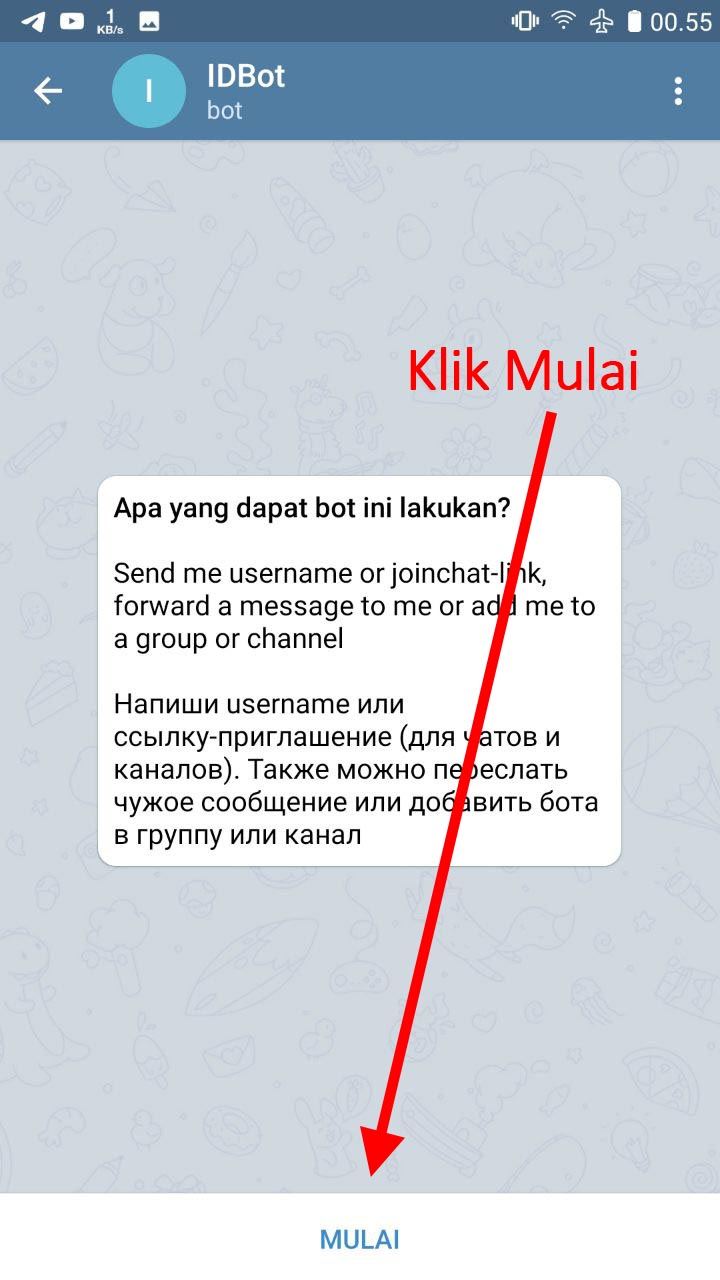 1
KB/s
00.55
I
IDBot
bot
Klik Mulai
Apa yang dapat bot ini lakukan?
Send me username or joinchat-link,
forward a message to me or add me to
a group or channel
Напиши username или
ссылку-приглашение (для чатов и
каналов). Также можно переслать
чужое сообщение или добавить бота
в группу или канал
MULAI